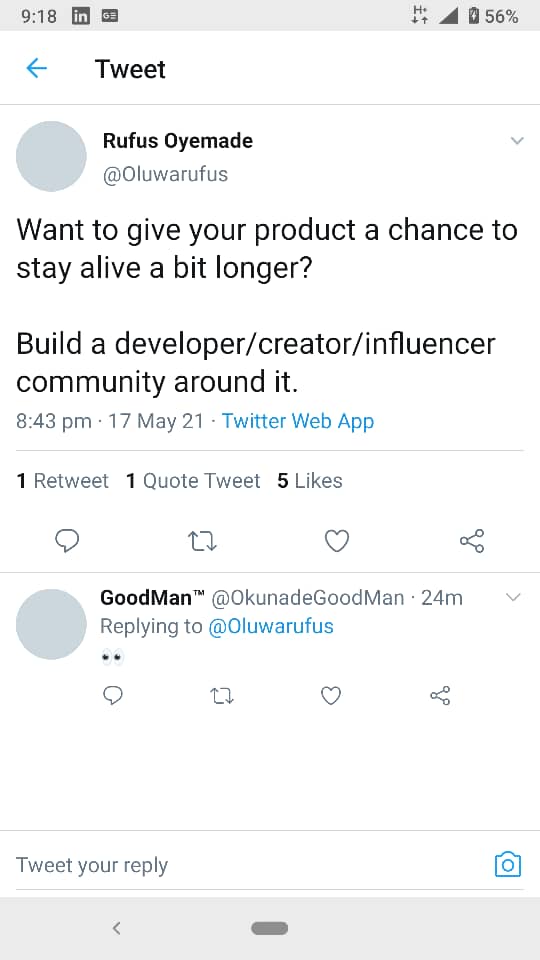 9:18 in GE H+ 56%
Tweet
Rufus Oyemade
@Oluwarufus
Want to give your product a chance to
stay alive a bit longer?
Build a developer/creator/influencer
community around it.
8:43 pm · 17 May 21 · Twitter Web App
1 Retweet 1 Quote Tweet 5 Likes
GoodMan™ @OkunadeGoodMan · 24m
Replying to @Oluwarufus
👀
Tweet your reply